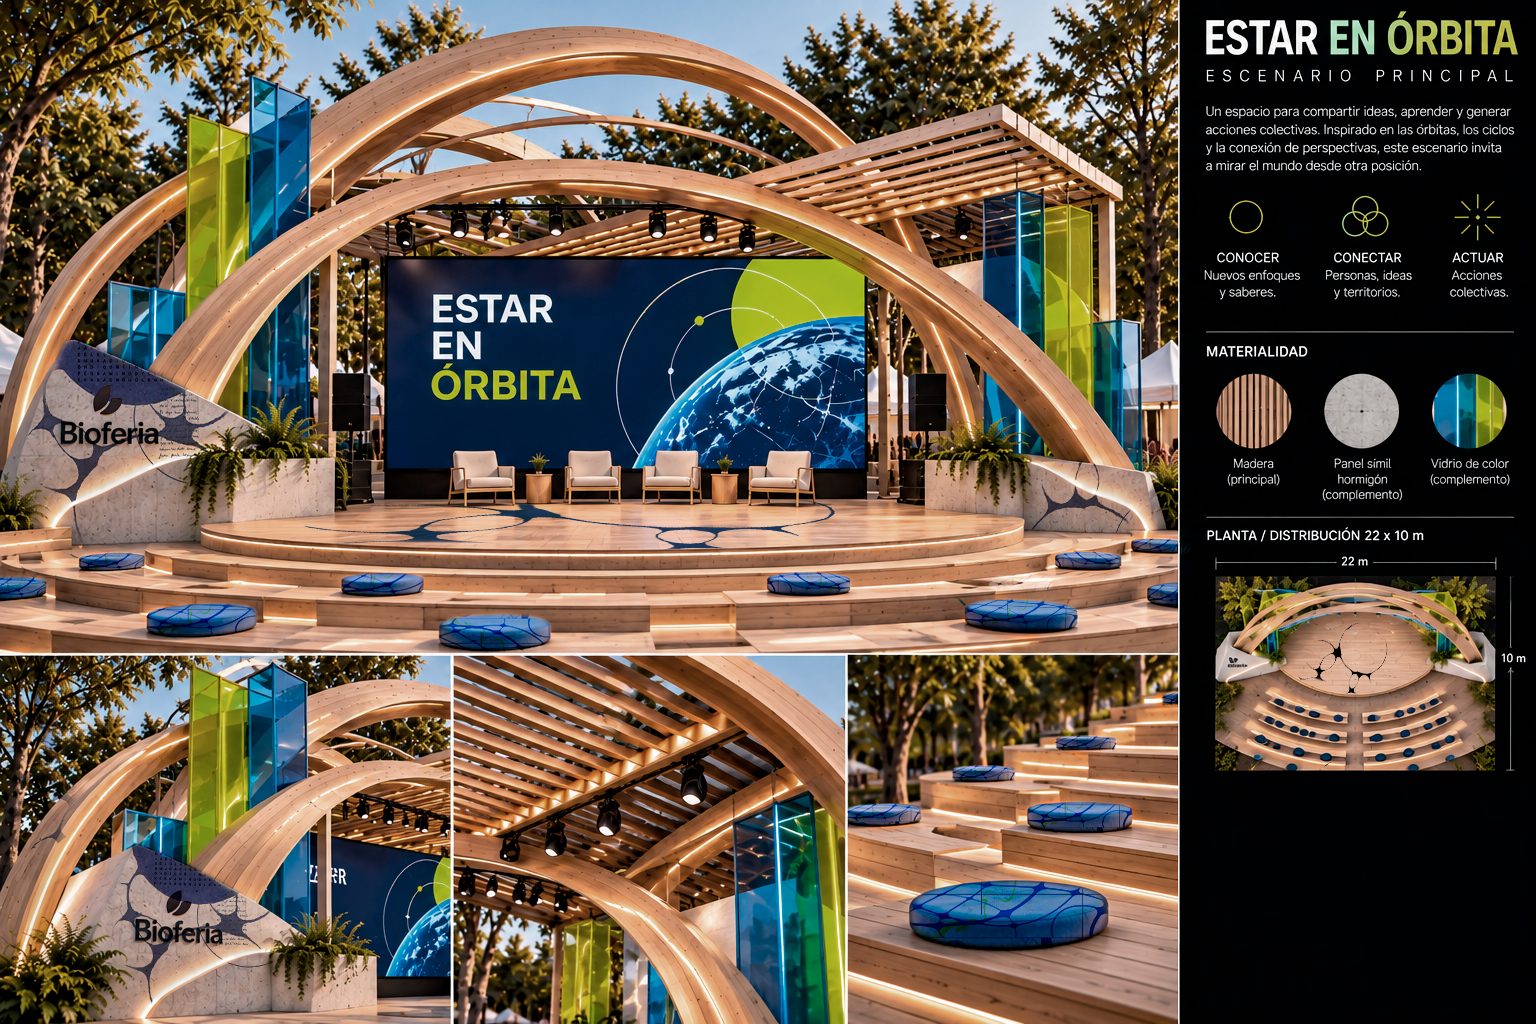 ESTAR
EN
ÓRBITA
Bioferia
Bioferia
ESTAR EN ÓRBITA
ESCENARIO PRINCIPAL
Un espacio para compartir ideas, aprender y generar
acciones colectivas. Inspirado en las órbitas, los ciclos
y la conexión de perspectivas, este escenario invita
a mirar el mundo desde otra posición.
CONOCER
Nuevos enfoques
y saberes.
CONECTAR
Personas, ideas
y territorios.
ACTUAR
Acciones
colectivas.
MATERIALIDAD
Madera
(principal)
Panel símil
hormigón
(complemento)
Vidrio de color
(complemento)
PLANTA / DISTRIBUCIÓN 22 x 10 m
22 m
10 m